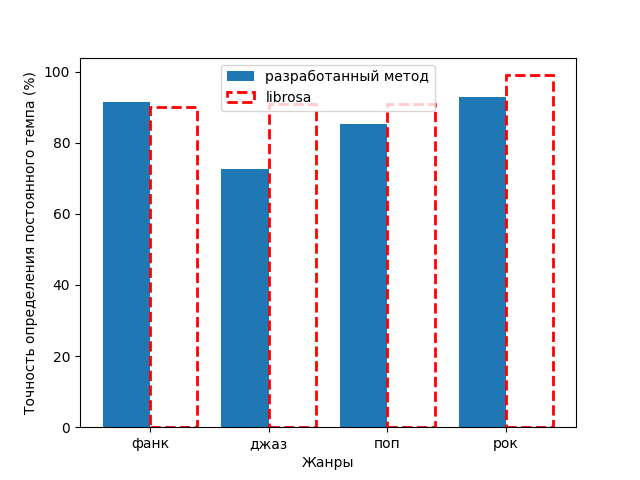 разработанный метод
librosa
Точность определения постоянного темпа (%)
100
80
60
40
20
0
фанк джаз поп рок
Жанры